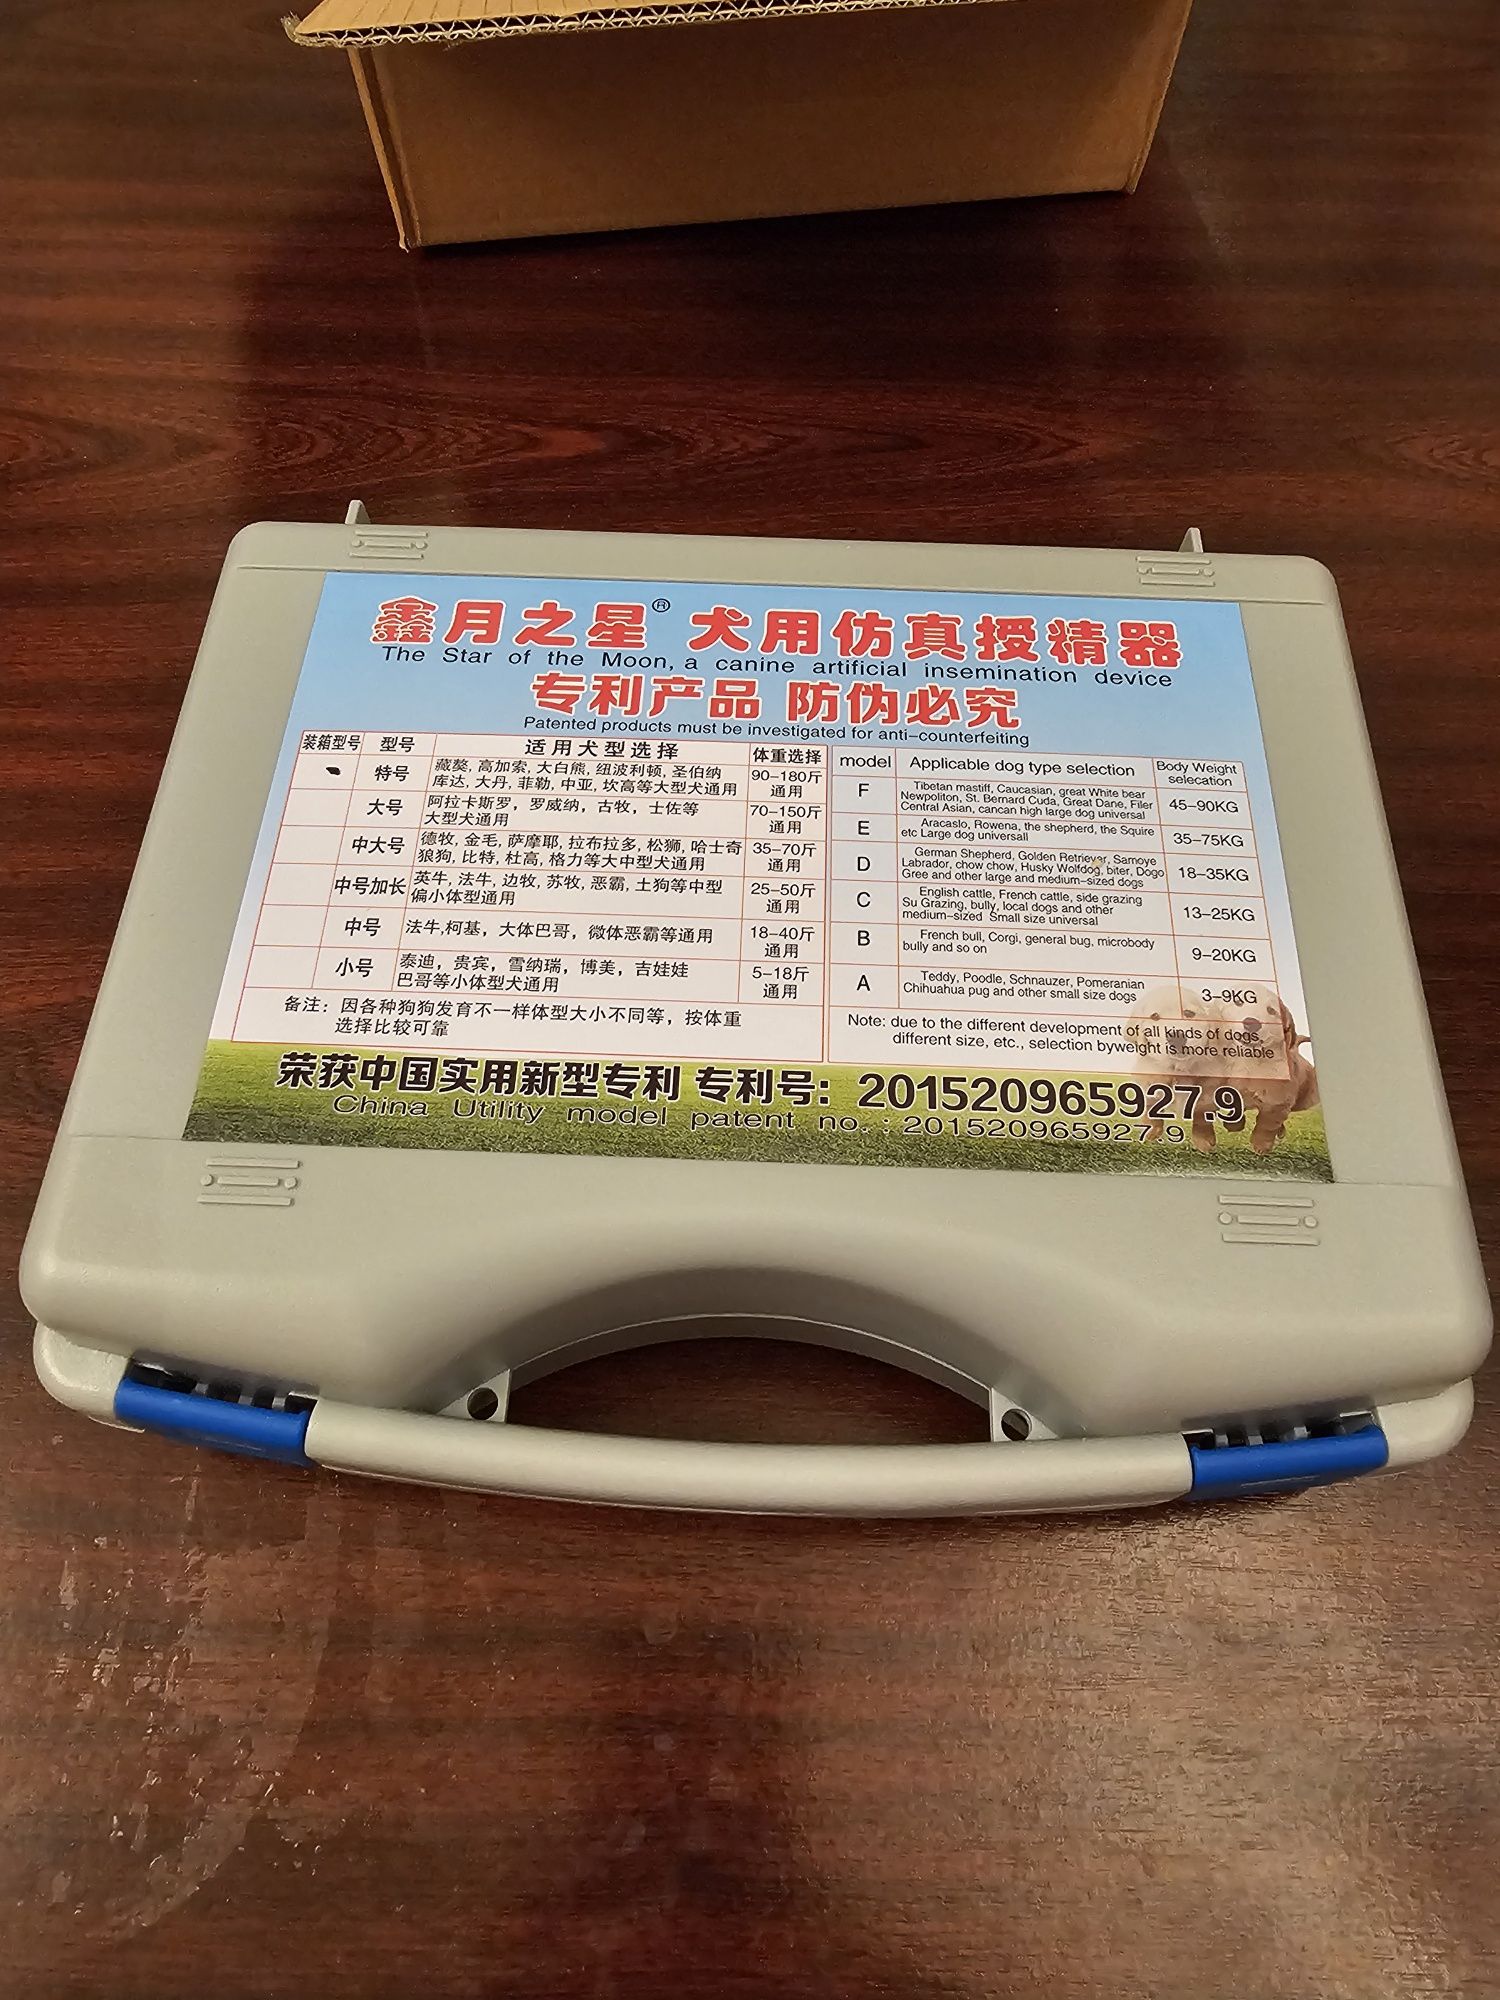 鑫月之星® 犬用仿真授精器
The Star of the Moon, a canine artificial insemination device
专利产品 防伪必究
Patented products must be investigated for anti-counterfeiting
装箱型号 型号 适用犬型选择 体重选择
特号 藏獒, 高加索, 大白熊, 纽波利顿, 圣伯纳 90-180斤
库达, 大丹, 菲勒, 中亚, 坎高等大型犬通用 通用
大号 阿拉卡斯罗, 罗威纳, 古牧, 士佐等 70-150斤
大型犬通用 通用
中大号 德牧, 金毛, 萨摩耶, 拉布拉多, 松狮, 哈士奇 35-70斤
狼狗, 比特, 杜高, 格力等大中型犬通用 通用
中号加长 英牛, 法牛, 边牧, 苏牧, 恶霸, 土狗等中型 25-50斤
偏小体型通用 通用
中号 法牛,柯基, 大体巴哥, 微体恶霸等通用 18-40斤
通用
小号 泰迪, 贵宾, 雪纳瑞, 博美, 吉娃娃 5-18斤
巴哥等小体型犬通用 通用
备注: 因各种狗狗发育不一样体型大小不同等, 按体重
选择比较可靠
model Applicable dog type selection Body Weight
selecation
F Tibetan mastiff, Caucasian, great White bear
Newpoliton, St. Bernard Cuda, Great Dane, Filer 45-90KG
Central Asian, cancan high large dog universal
E Aracaslo, Rowena, the shepherd, the Squire 35-75KG
etc Large dog universall
D German Shepherd, Golden Retriever, Samoye
Labrador, chow chow, Husky Wolfdog, biter, Dogo 18-35KG
Gree and other large and medium-sized dogs
C English cattle, French cattle, side grazing
Su Grazing, bully, local dogs and other 13-25KG
medium-sized Small size universal
B French bull, Corgi, general bug, microbody 9-20KG
bully and so on
A Teddy, Poodle, Schnauzer, Pomeranian 3-9KG
Chihuahua pug and other small size dogs
Note: due to the different development of all kinds of dogs,
different size, etc., selection byweight is more reliable
荣获中国实用新型专利 专利号: 201520965927.9
China Utility model patent no.: 201520965927.9